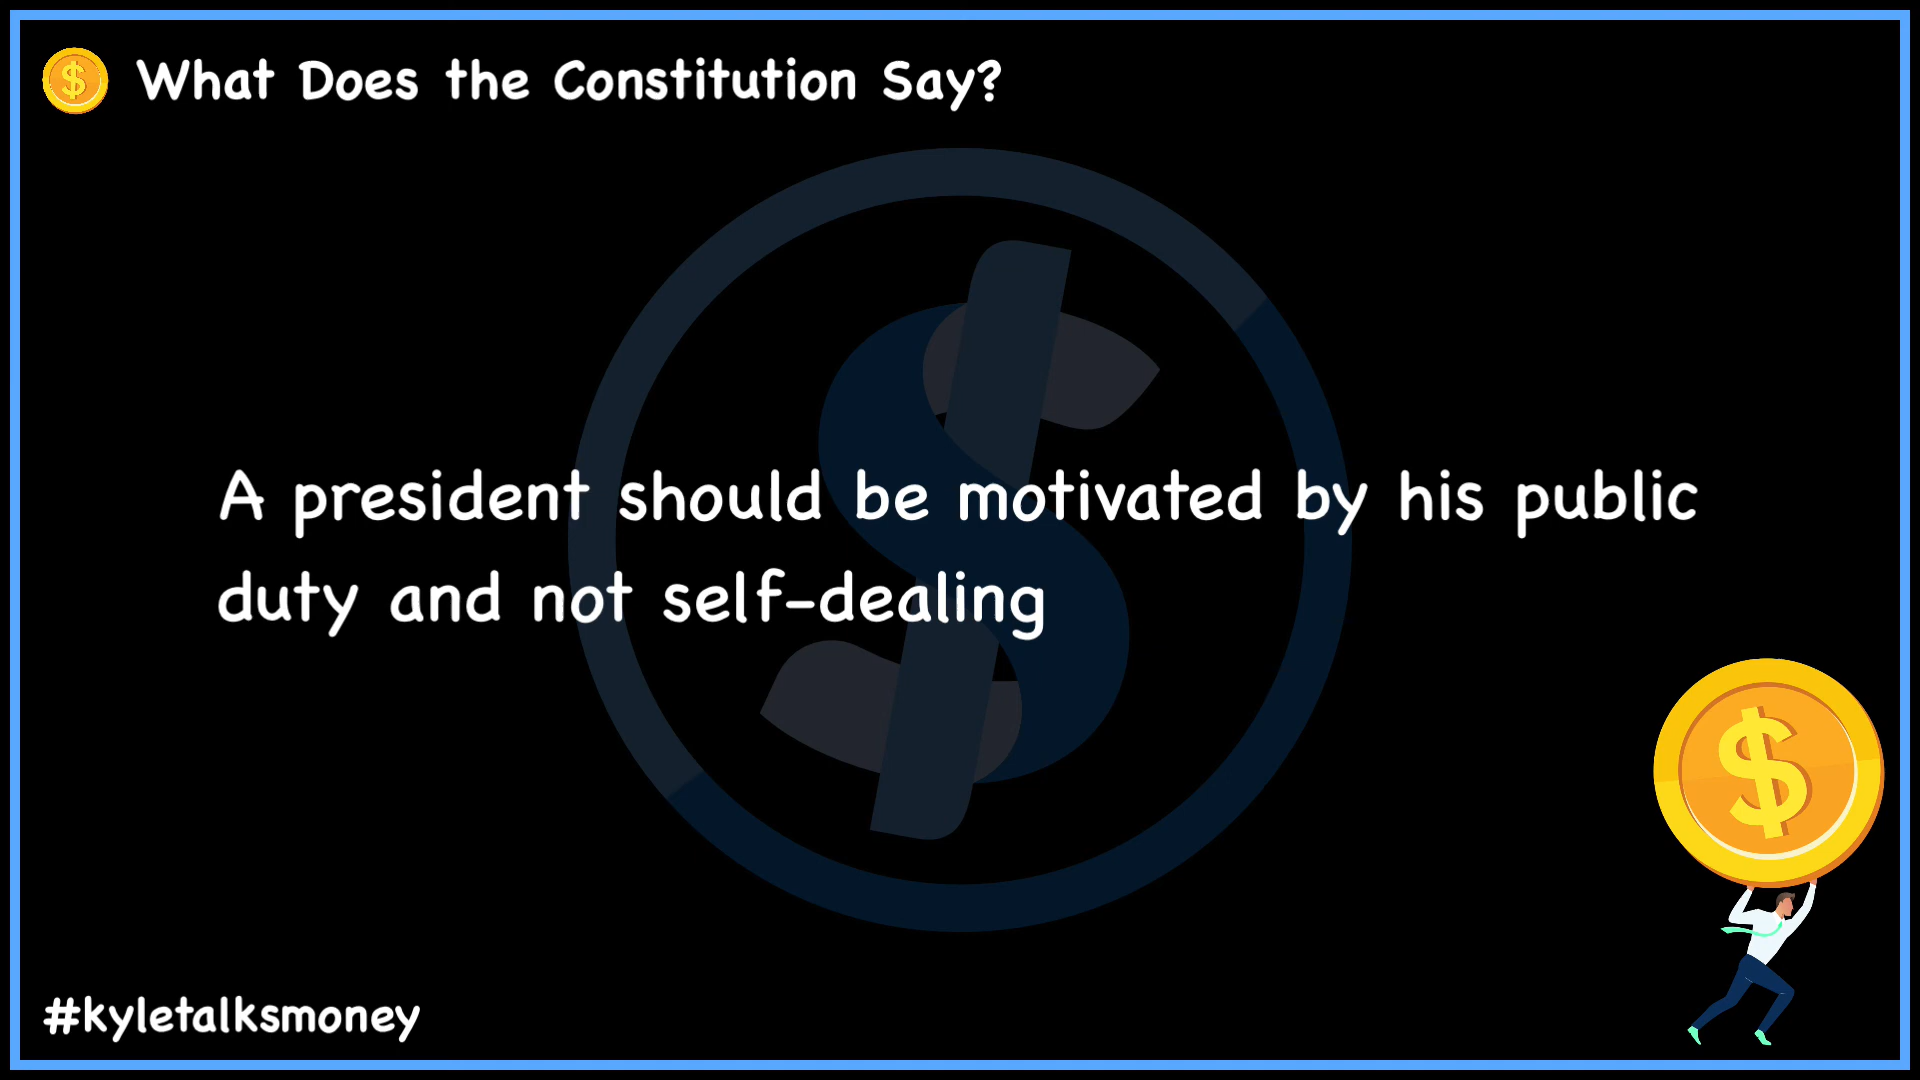 What Does the Constitution Say?
A president should be motivated by his public
duty and not self-dealing
#kyletalksmoney